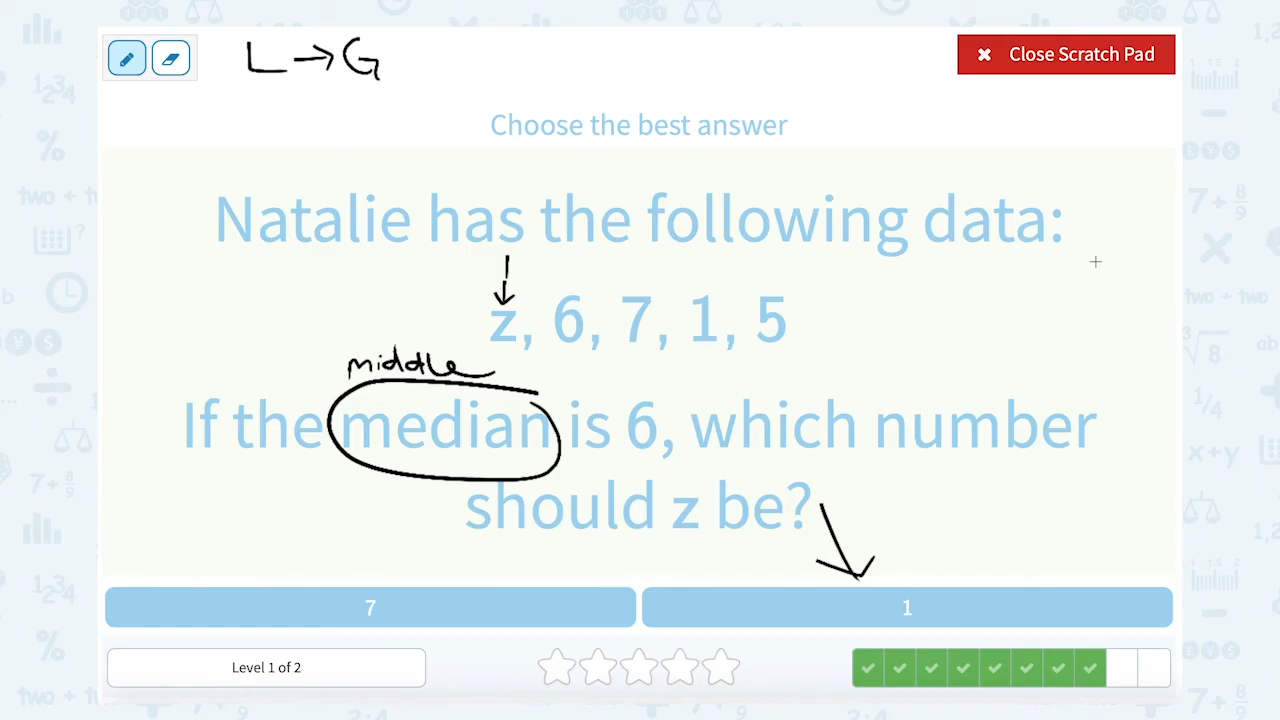 L → G
✖ Close Scratch Pad
Choose the best answer
Natalie has the following data:
z, 6, 7, 1, 5
middle
If the median is 6, which number
should z be?
7
1
Level 1 of 2